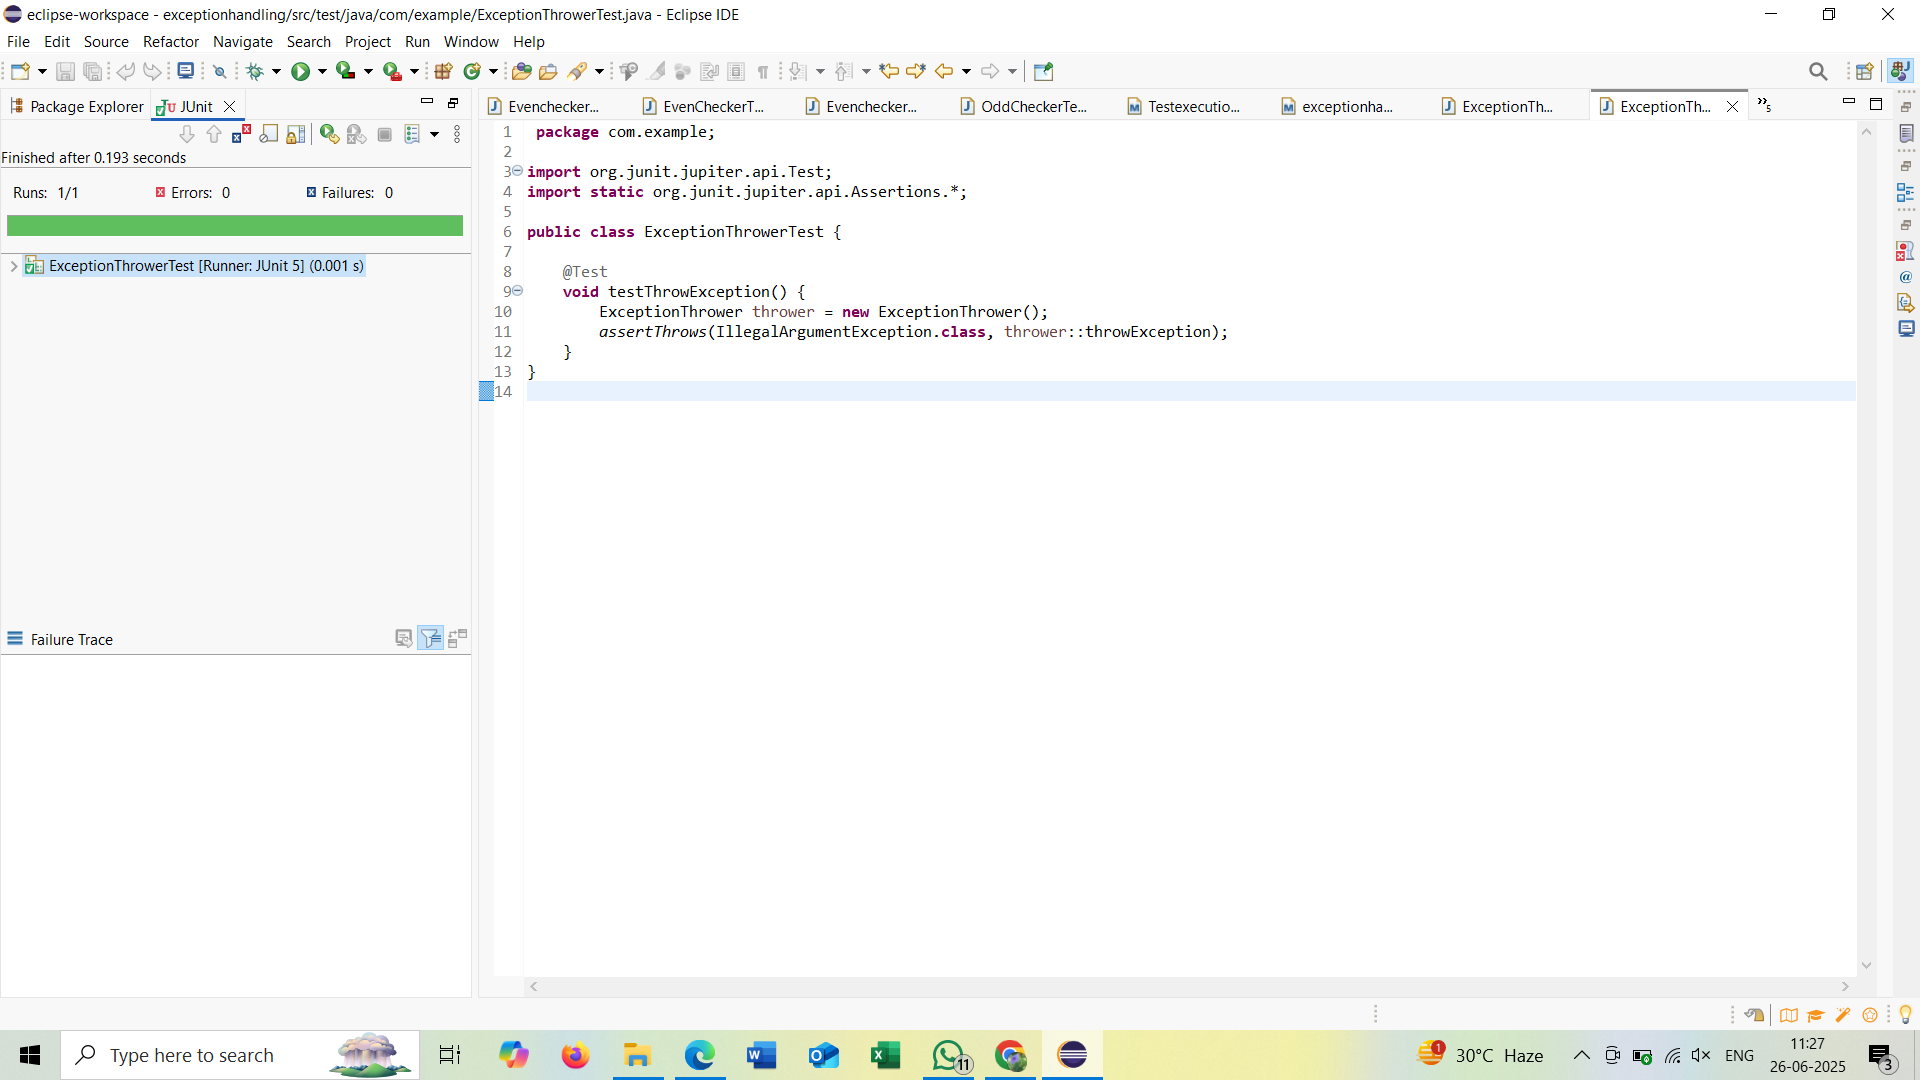 eclipse-workspace - exceptionhandling/src/test/java/com/example/ExceptionThrowerTest.java - Eclipse IDE
File Edit Source Refactor Navigate Search Project Run Window Help
Package Explorer JUnit
Evenchecker... EvenCheckerT... Evenchecker... OddCheckerTe... Testexecutio... exceptionha... ExceptionTh... ExceptionTh... »5
Finished after 0.193 seconds
Runs: 1/1 Errors: 0 Failures: 0
ExceptionThrowerTest [Runner: JUnit 5] (0.001 s)
Failure Trace
1 package com.example;
2
3 import org.junit.jupiter.api.Test;
4 import static org.junit.jupiter.api.Assertions.*;
5
6 public class ExceptionThrowerTest {
7
8 @Test
9 void testThrowException() {
10 ExceptionThrower thrower = new ExceptionThrower();
11 assertThrows(IllegalArgumentException.class, thrower::throwException);
12 }
13 }
14
Type here to search
11
1
30°C Haze
ENG
11:27
26-06-2025
3